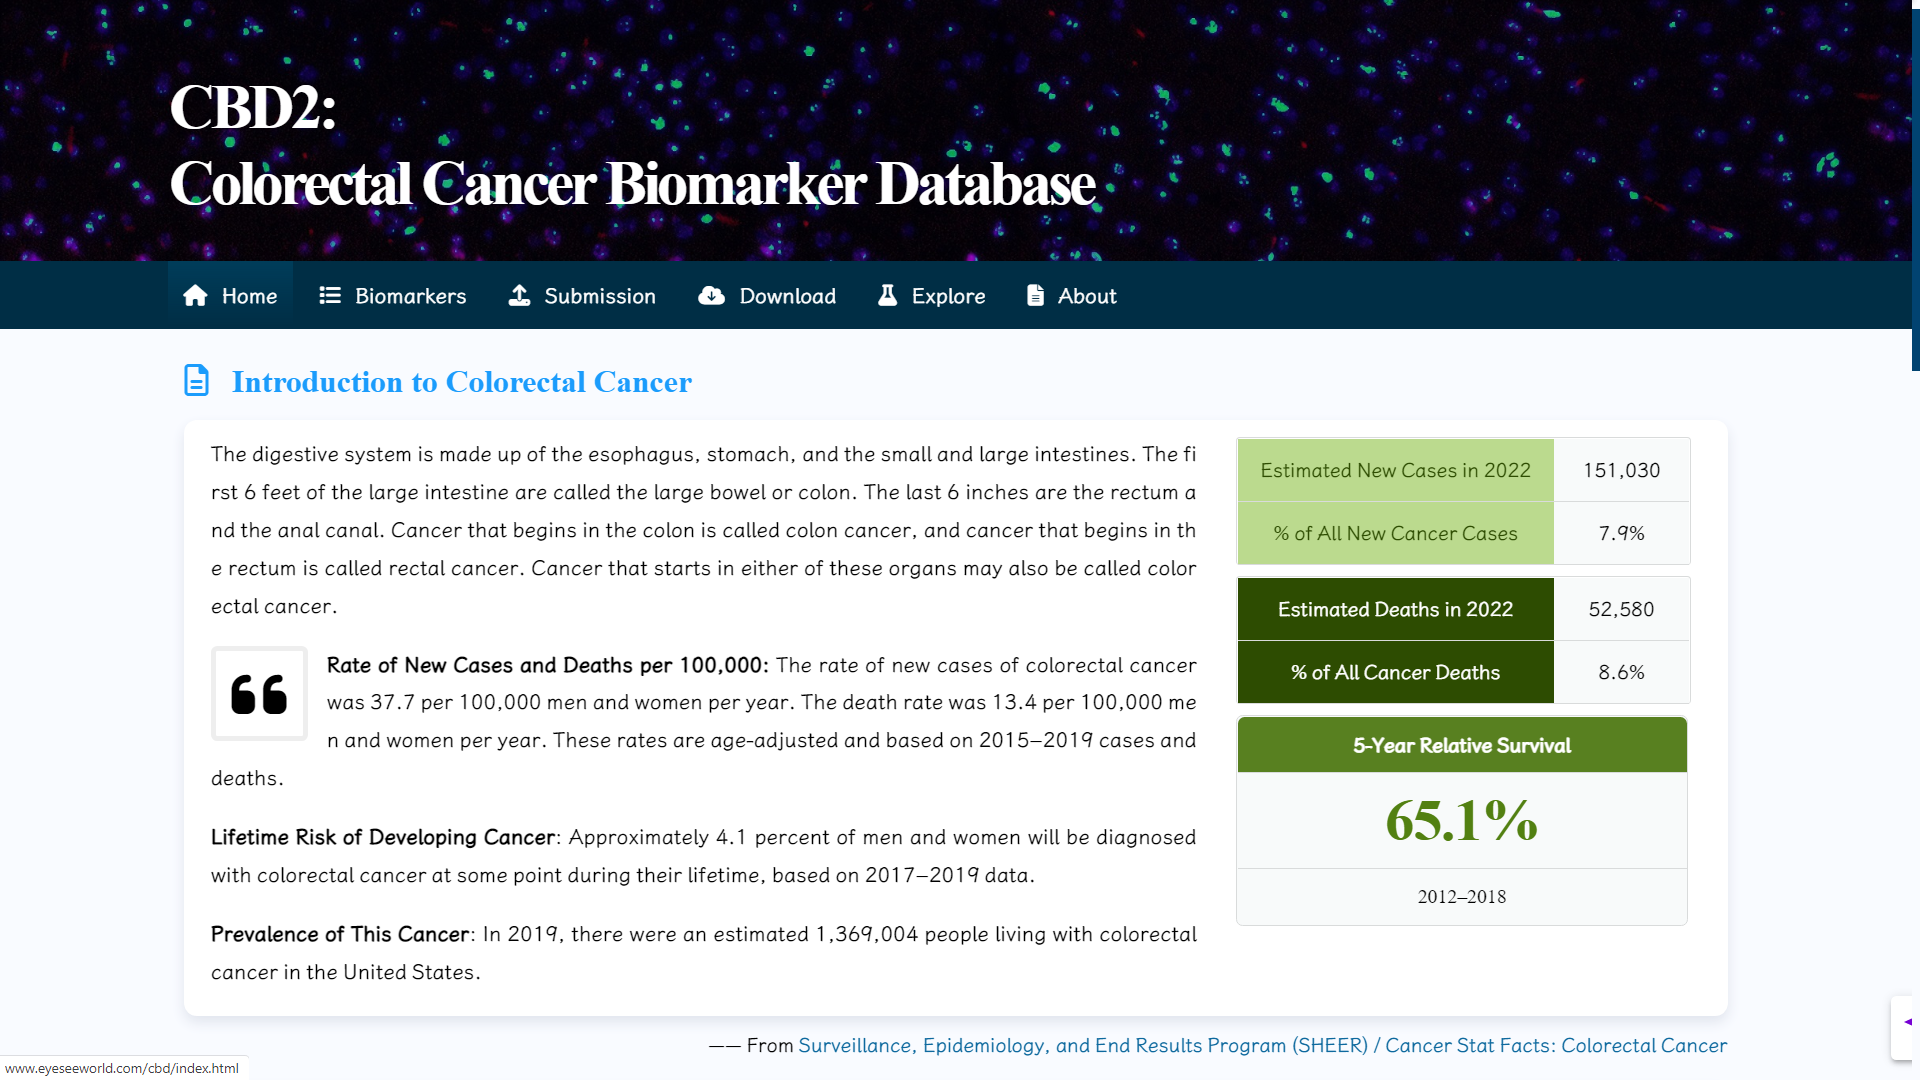 CBD2:
Colorectal Cancer Biomarker Database
Home Biomarkers Submission Download Explore About
Introduction to Colorectal Cancer
The digestive system is made up of the esophagus, stomach, and the small and large intestines. The fi
rst 6 feet of the large intestine are called the large bowel or colon. The last 6 inches are the rectum a
nd the anal canal. Cancer that begins in the colon is called colon cancer, and cancer that begins in th
e rectum is called rectal cancer. Cancer that starts in either of these organs may also be called color
ectal cancer.
Rate of New Cases and Deaths per 100,000: The rate of new cases of colorectal cancer
was 37.7 per 100,000 men and women per year. The death rate was 13.4 per 100,000 me
n and women per year. These rates are age-adjusted and based on 2015–2019 cases and
deaths.
Lifetime Risk of Developing Cancer: Approximately 4.1 percent of men and women will be diagnosed
with colorectal cancer at some point during their lifetime, based on 2017–2019 data.
Prevalence of This Cancer: In 2019, there were an estimated 1,369,004 people living with colorectal
cancer in the United States.
Estimated New Cases in 2022 151,030
% of All New Cancer Cases 7.9%
Estimated Deaths in 2022 52,580
% of All Cancer Deaths 8.6%
5-Year Relative Survival
65.1%
2012–2018
—— From Surveillance, Epidemiology, and End Results Program (SHEER) / Cancer Stat Facts: Colorectal Cancer
www.eyeseeworld.com/cbd/index.html